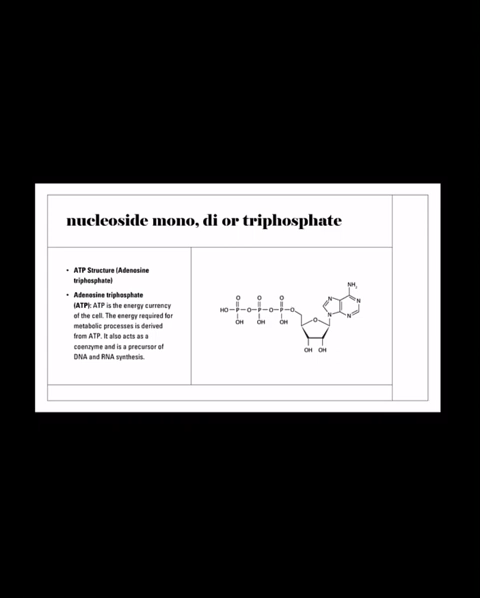 nucleoside mono, di or triphosphate
• ATP Structure (Adenosine
triphosphate)
• Adenosine triphosphate
(ATP): ATP is the energy currency
of the cell. The energy required for
metabolic processes is derived
from ATP. It also acts as a
coenzyme and is a precursor of
DNA and RNA synthesis.
NH₂
O O O N N
HO-P-O-P-O-P-O O N N
OH OH OH
OH OH